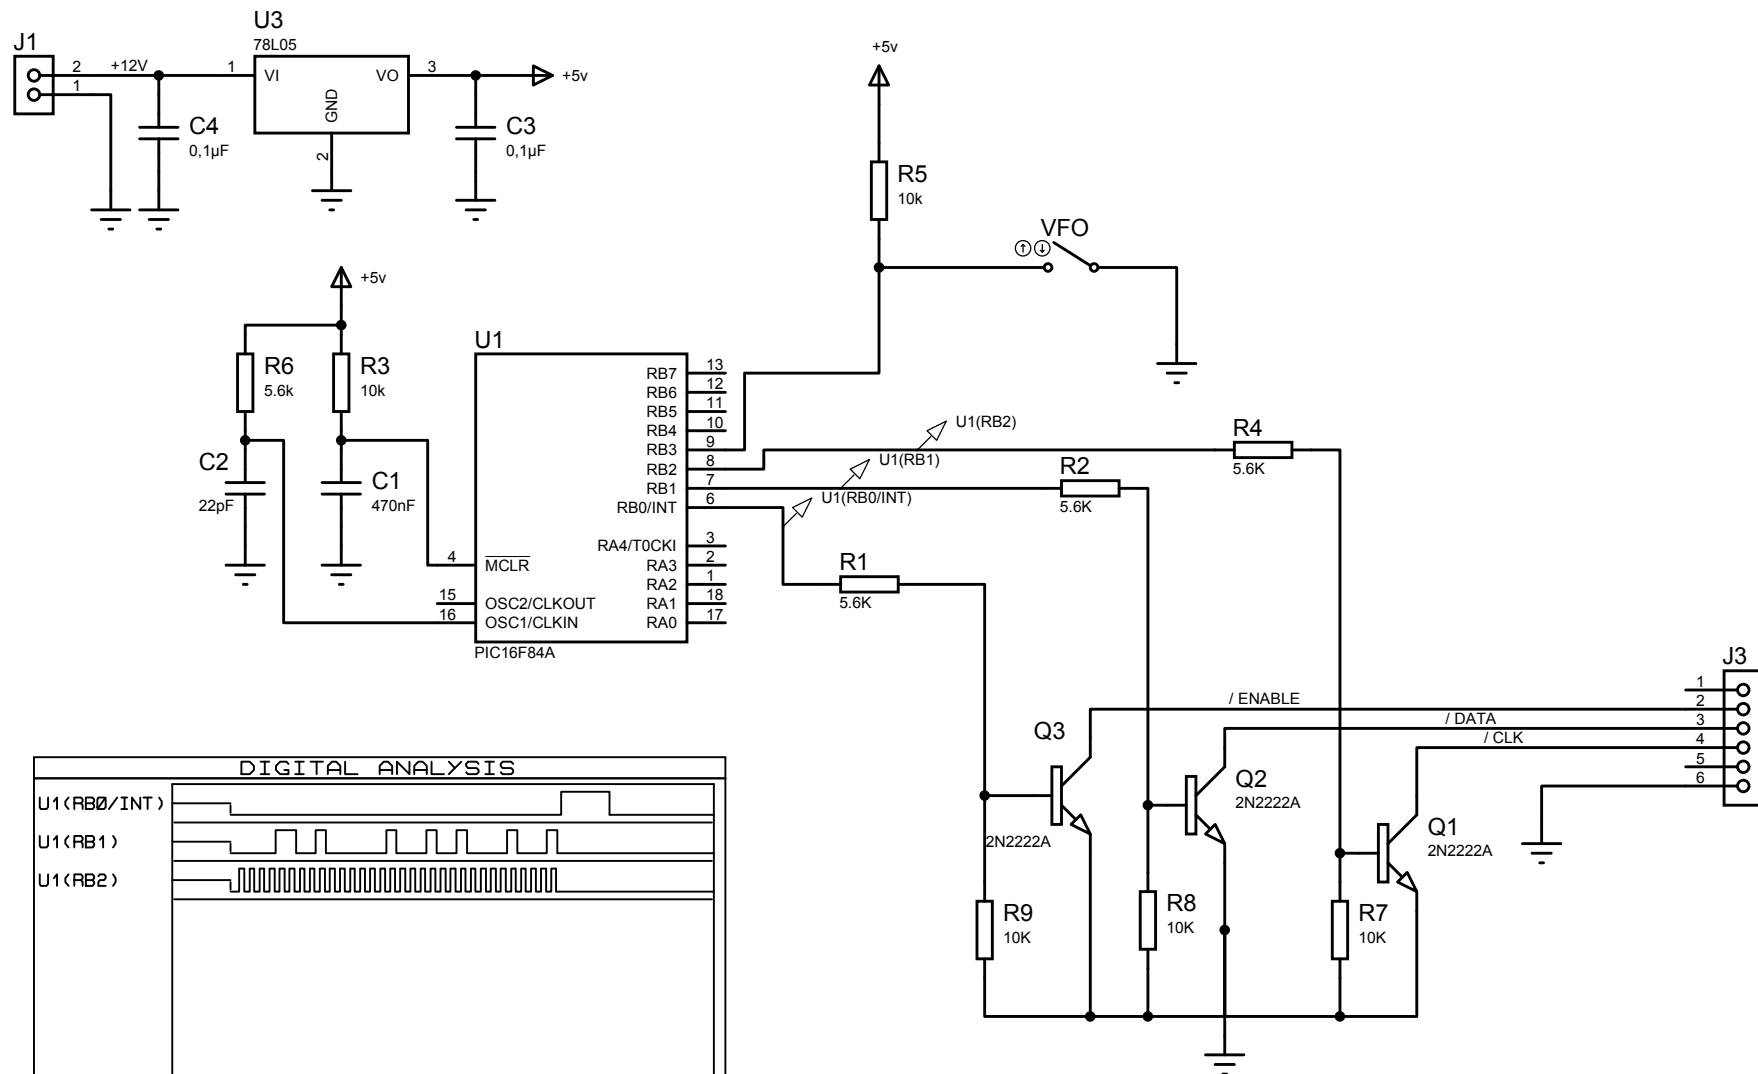 J1
2
1
+12V
C4
0,1µF
U3
78L05
1
VI
VO
3
GND
2
+5v
C3
0,1µF
+5v
R5
10k
VFO
+5v
R6
5.6k
R3
10k
C2
22pF
C1
470nF
U1
RB7
13
RB6
12
RB5
11
RB4
10
RB3
9
RB2
8
RB1
7
RB0/INT
6
RA4/T0CKI
3
RA3
2
RA2
1
RA1
18
RA0
17
4
MCLR
15
OSC2/CLKOUT
16
OSC1/CLKIN
PIC16F84A
U1(RB2)
U1(RB1)
U1(RB0/INT)
R4
5.6K
R2
5.6K
R1
5.6K
J3
1
2
3
4
5
6
/ ENABLE
/ DATA
/ CLK
Q3
2N2222A
Q2
2N2222A
Q1
2N2222A
R9
10K
R8
10K
R7
10K
DIGITAL ANALYSIS
U1(RB0/INT)
U1(RB1)
U1(RB2)